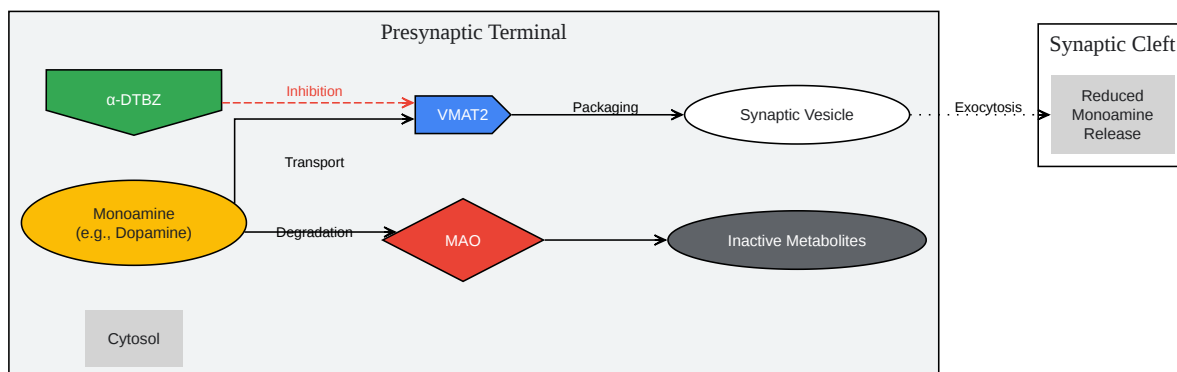 Presynaptic Terminal
Synaptic Cleft
α-DTBZ
Inhibition
VMAT2
Packaging
Synaptic Vesicle
Exocytosis
Reduced
Monoamine
Release
Transport
Monoamine
(e.g., Dopamine)
Degradation
MAO
Inactive Metabolites
Cytosol